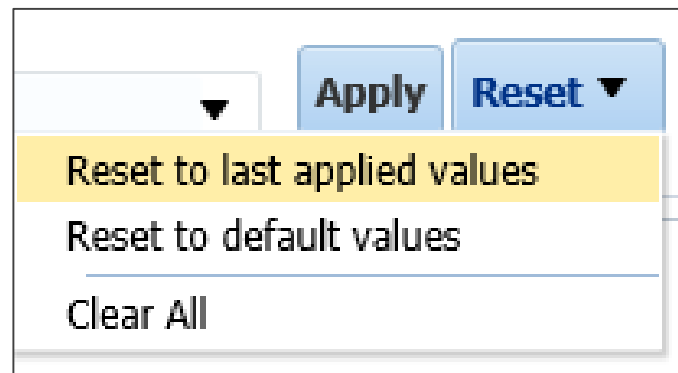 Apply Reset
Reset to last applied values
Reset to default values
Clear All